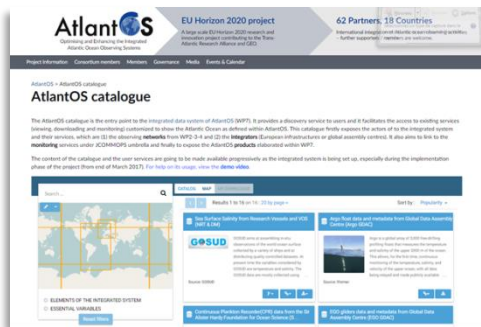 AtlantOS
Optimising and Enhancing the Integrated
Atlantic Ocean Observing Systems
EU Horizon 2020 project
A large scale EU Horizon 2020 research and
innovation project contributing to the Trans-
Atlantic Research Alliance and GEO.
62 Partners, 18 Countries
International integration of Atlantic ocean observing activities
- further supporters / members are welcome.
Project Information Consortium members Members Governance Media Events & Calendar
AtlantOS > AtlantOS catalogue
AtlantOS catalogue
The AtlantOS catalogue is the entry point to the integrated data system of AtlantOS (WP7). It provides a discovery service to users and it facilitates the access to existing services
(viewing, downloading and monitoring) customized to show the Atlantic Ocean as defined within AtlantOS. This catalogue firstly exposes the actors of to the integrated system
and their services, which are (1) the observing networks from WP2-3-4 and (2) the integrators (European infrastructures or global assembly centres). It also aims to link to the
monitoring services under JCOMMOPS umbrella and finally to expose the AtlantOS products elaborated within WP7.
The content of the catalogue and the user services are going to be made available progressively as the integrated system is being set up, especially during the implementation
phase of the project (from end of March 2017). For help on its usage, view the demo video.
Search...
CATALOG MAP
Results 1 to 16 on 16
Sort by: Popularity
Sea Surface Salinity from Research Vessels and VOS
Argo float data and metadata from Global Data Assembly
Centre (Argo GDAC)
GOSUD
ELEMENTS OF THE INTEGRATED SYSTEM
ESSENTIAL VARIABLES
Reset filters
Continuous Plankton Recorder(CPR) data from the Sir
Alister Hardy Foundation for Ocean Science (S
EGO gliders data and metadata from Global Data
Assembly Centre (EGO GDAC)